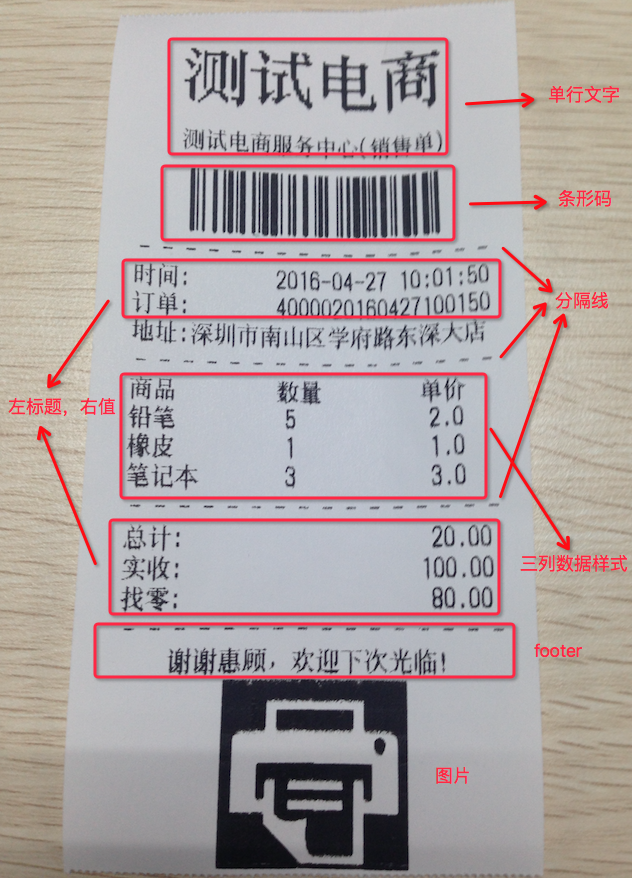 测试电商
单行文字
测试电商服务中心(销售单)
条形码
时间: 2016-04-27 10:01:50
订单: 4000020160427100150
分隔线
地址:深圳市南山区学府路东深大店
商品 数量 单价
左标题，右值
铅笔 5 2.0
橡皮 1 1.0
笔记本 3 3.0
总计: 20.00
三列数据样式
实收: 100.00
找零: 80.00
footer
谢谢惠顾，欢迎下次光临!
图片